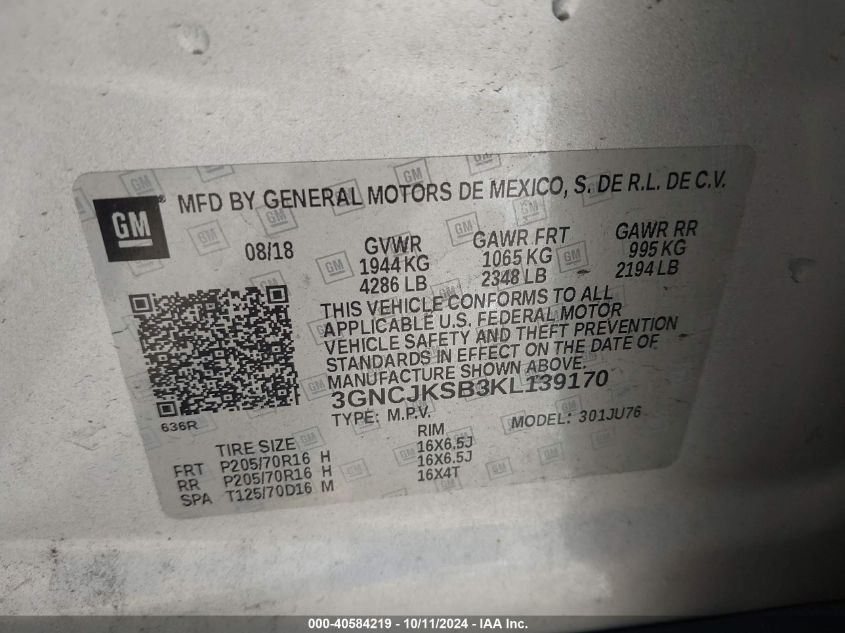 GM
® MFD BY GENERAL MOTORS DE MEXICO, S. DE R.L. DE C.V.
08/18 GVWR GAWR FRT GAWR RR
1944 KG 1065 KG 995 KG
4286 LB 2348 LB 2194 LB
THIS VEHICLE CONFORMS TO ALL
APPLICABLE U.S. FEDERAL MOTOR
VEHICLE SAFETY AND THEFT PREVENTION
STANDARDS IN EFFECT ON THE DATE OF
MANUFACTURE SHOWN ABOVE.
3GNCJKSB3KL139170
636R TYPE: M.P.V. MODEL: 301JU76
TIRE SIZE RIM
FRT P205/70R16 H 16X6.5J
RR P205/70R16 H 16X6.5J
SPA T125/70D16 M 16X4T
000-40584219 - 10/11/2024 - IAA Inc.